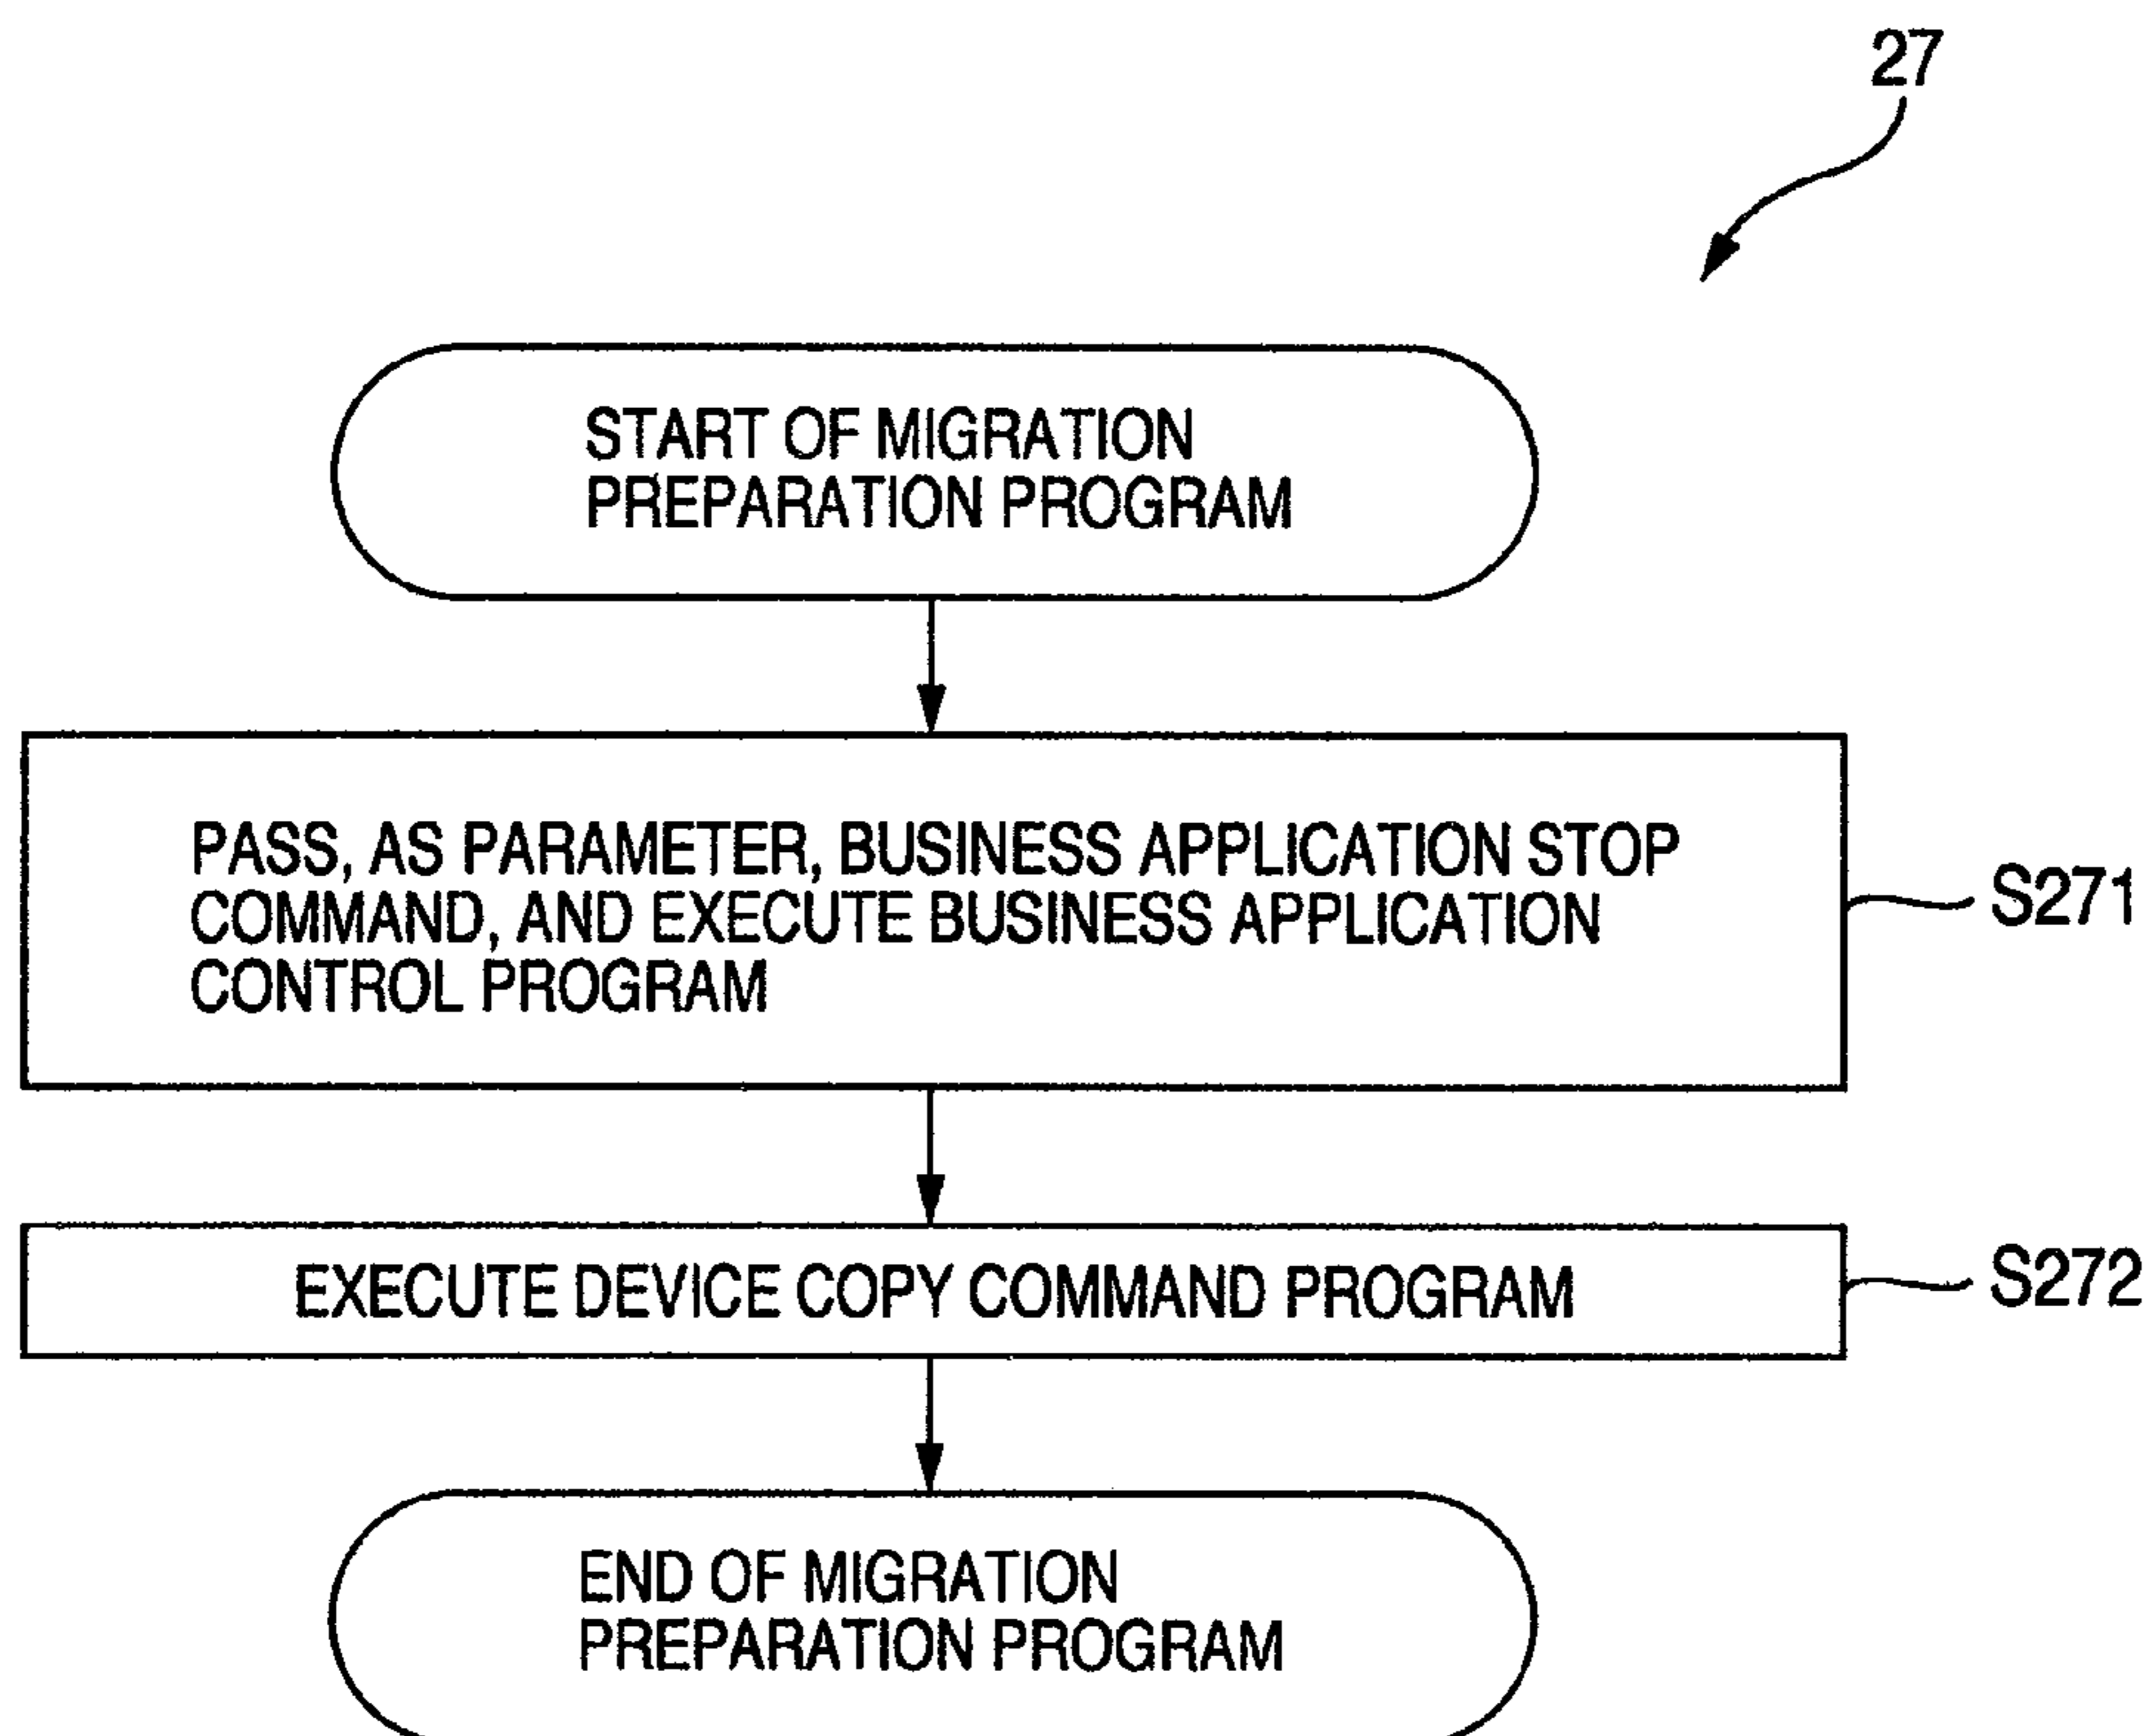 27
START OF MIGRATION
PREPARATION PROGRAM
PASS, AS PARAMETER, BUSINESS APPLICATION STOP
COMMAND, AND EXECUTE BUSINESS APPLICATION
CONTROL PROGRAM
S271
EXECUTE DEVICE COPY COMMAND PROGRAM
S272
END OF MIGRATION
PREPARATION PROGRAM